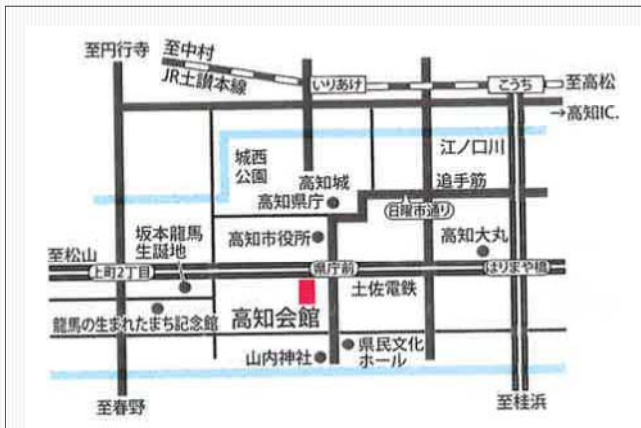 至円行寺
至中村
JR土讃本線
いりあけ
こうち
至高松
→高知IC.
城西
公園
江ノ口川
高知城
高知県庁
追手筋
日曜市通り
坂本龍馬
生誕地
高知市役所
高知大丸
至松山
上町2丁目
県庁前
はりまや橋
土佐電鉄
高知会館
龍馬の生まれたまち記念館
山内神社
県民文化
ホール
至春野
至桂浜